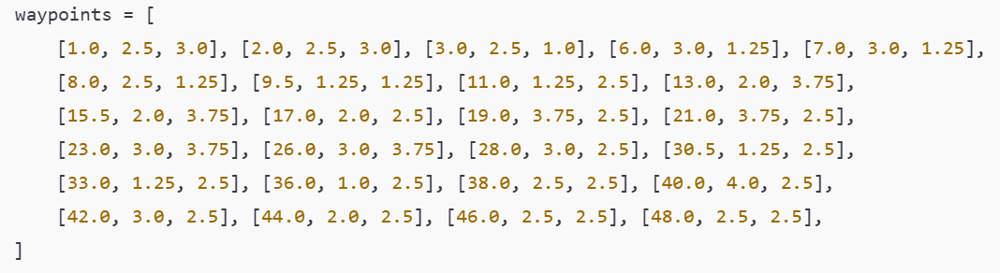 waypoints = [
    [1.0, 2.5, 3.0], [2.0, 2.5, 3.0], [3.0, 2.5, 1.0], [6.0, 3.0, 1.25], [7.0, 3.0, 1.25],
    [8.0, 2.5, 1.25], [9.5, 1.25, 1.25], [11.0, 1.25, 2.5], [13.0, 2.0, 3.75],
    [15.5, 2.0, 3.75], [17.0, 2.0, 2.5], [19.0, 3.75, 2.5], [21.0, 3.75, 2.5],
    [23.0, 3.0, 3.75], [26.0, 3.0, 3.75], [28.0, 3.0, 2.5], [30.5, 1.25, 2.5],
    [33.0, 1.25, 2.5], [36.0, 1.0, 2.5], [38.0, 2.5, 2.5], [40.0, 4.0, 2.5],
    [42.0, 3.0, 2.5], [44.0, 2.0, 2.5], [46.0, 2.5, 2.5], [48.0, 2.5, 2.5],
]